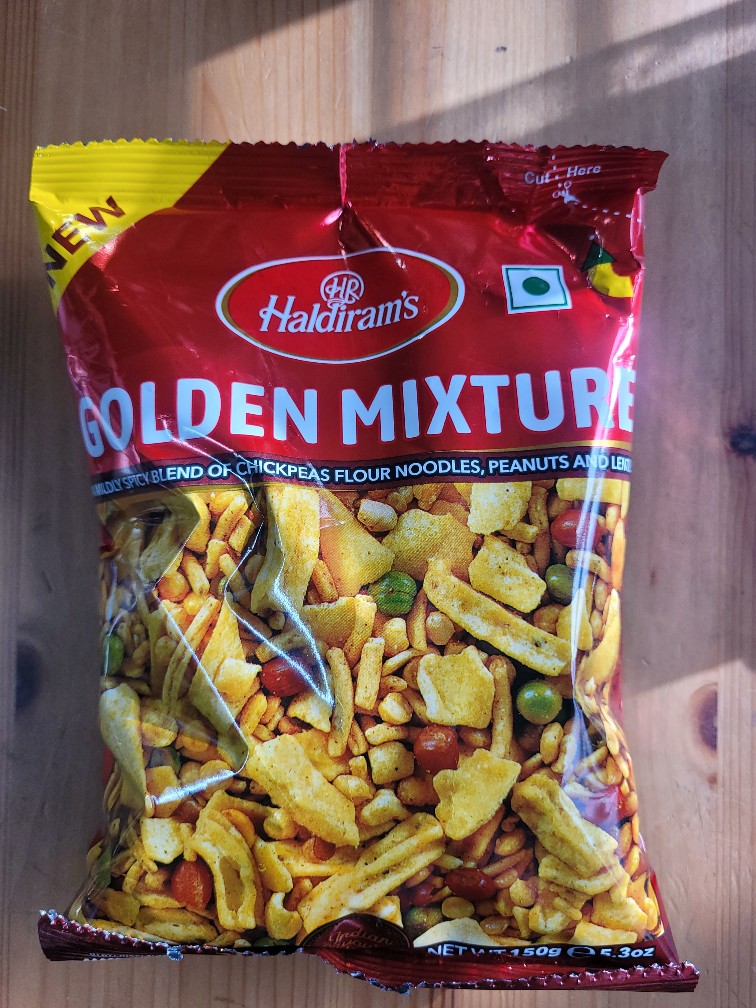 Cut Here
NEW
HR
Haldiram's
GOLDEN MIXTURE
MILDLY SPICY BLEND OF CHICKPEAS FLOUR NOODLES, PEANUTS AND
Indian
NET WT 150g ℮ 5.3oz